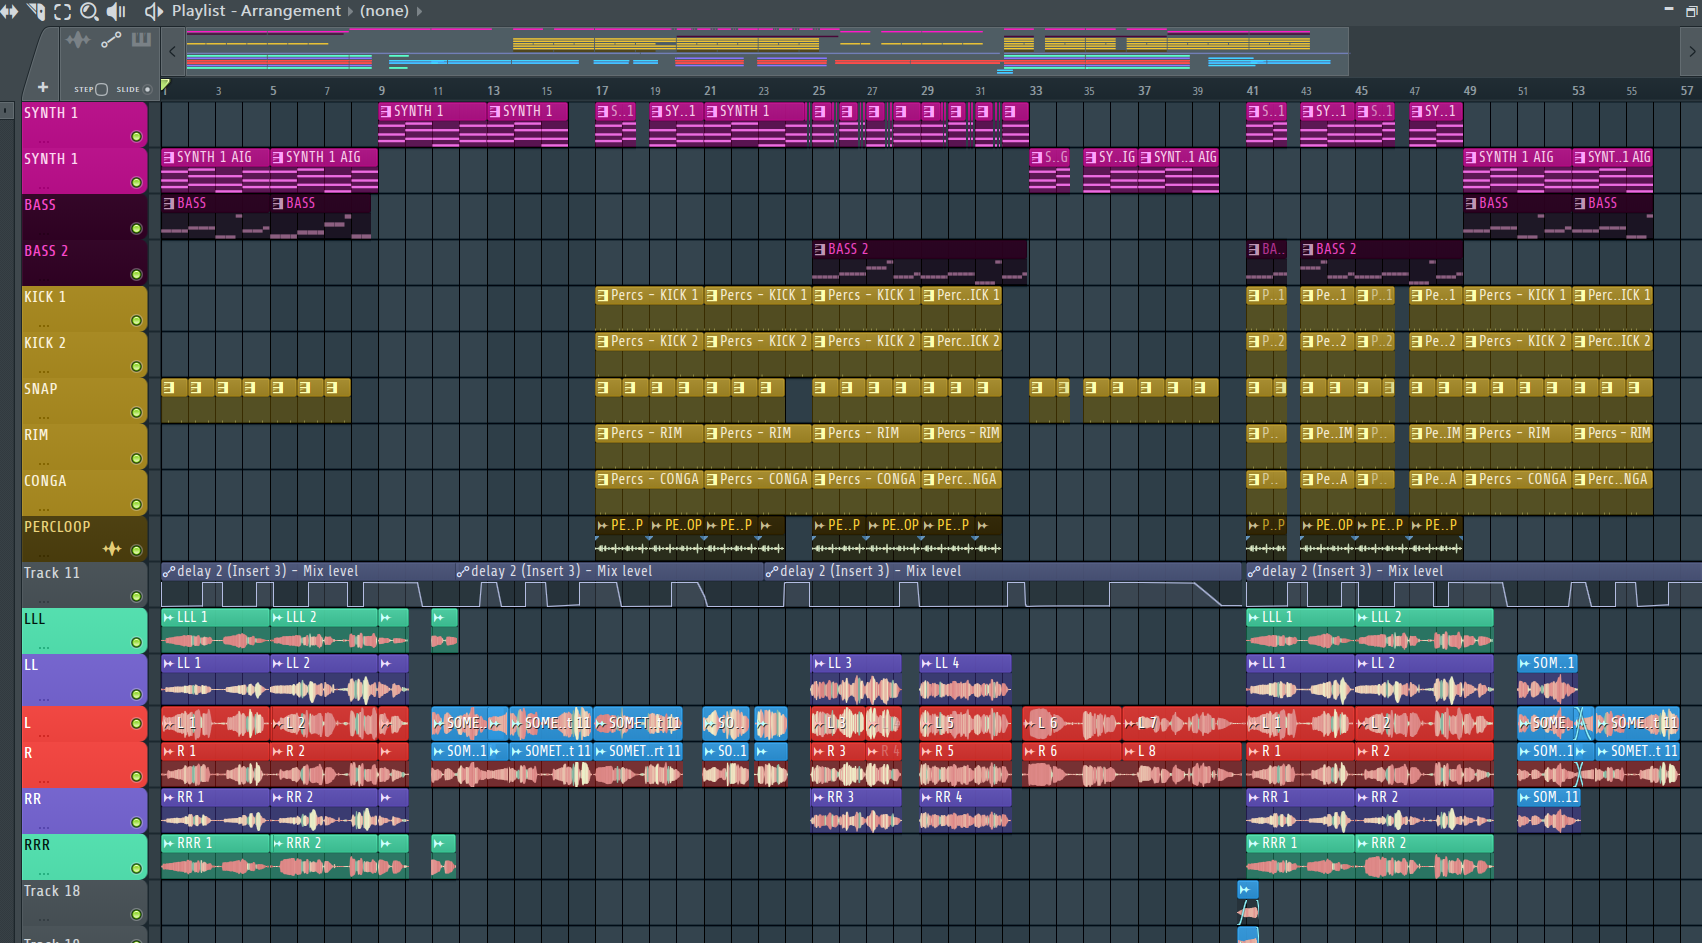 Playlist - Arrangement (none)
STEP SLIDE
3 5 7 9 11 13 15 17 19 21 23 25 27 29 31 33 35 37 39 41 43 45 47 49 51 53 55 57
SYNTH 1 SYNTH 1 SYNTH 1 S..1 SY..1 SYNTH 1 S..1 SY..1 S..1 SY..1
SYNTH 1 SYNTH 1 AIG SYNTH 1 AIG S..G SY..IG SYNT..1 AIG SYNTH 1 AIG SYNT..1 AIG
BASS BASS BASS BASS BASS
BASS 2 BASS 2 BA.. BASS 2
KICK 1 Percs - KICK 1 Percs - KICK 1 Percs - KICK 1 Perc..ICK 1 P..1 Pe..1 P..1 Pe..1 Percs - KICK 1 Perc..ICK 1
KICK 2 Percs - KICK 2 Percs - KICK 2 Percs - KICK 2 Perc..ICK 2 P..2 Pe..2 P..2 Pe..2 Percs - KICK 2 Perc..ICK 2
SNAP
RIM Percs - RIM Percs - RIM Percs - RIM Percs - RIM P.. Pe..IM P.. Pe..IM Percs - RIM Percs - RIM
CONGA Percs - CONGA Percs - CONGA Percs - CONGA Perc..NGA P.. Pe..A P.. Pe..A Percs - CONGA Perc..NGA
PERCLOOP PE..P PE..OP PE..P PE..P PE..OP PE..P P..P PE..OP PE..P PE..P
Track 11 delay 2 (Insert 3) - Mix level delay 2 (Insert 3) - Mix level delay 2 (Insert 3) - Mix level delay 2 (Insert 3) - Mix level
LLL LLL 1 LLL 2 LLL 1 LLL 2
LL LL 1 LL 2 LL 3 LL 4 LL 1 LL 2 SOM..1
L L 1 L 2 SOME.. SOME..t 11 SOMET..t 11 SO.. L 3 L 5 L 6 L 7 L 1 L 2 SOME.. SOME..t 11
R R 1 R 2 SOM..1 SOMET..t 11 SOMET..rt 11 SO..1 R 3 R 4 R 5 R 6 L 8 R 1 R 2 SOM..1 SOMET..t 11
RR RR 1 RR 2 RR 3 RR 4 RR 1 RR 2 SOM..11
RRR RRR 1 RRR 2 RRR 1 RRR 2
Track 18